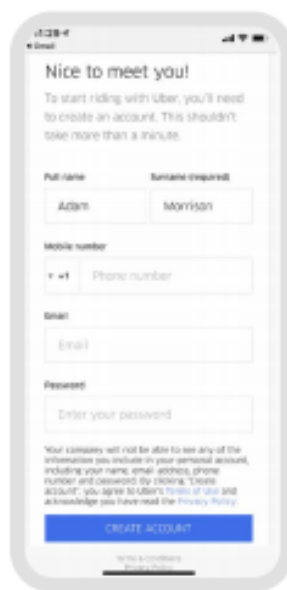 Nice to meet you!
To start riding with Uber, you'll need
to create an account. This shouldn't
take more than a minute.
Full name Surname (required)
Adam Morrison
Mobile number
+1 Phone number
Email
Email
Password
Enter your password
Your company will not be able to see any of the
information you include in your personal account,
including your name, email address, phone
number and password. By clicking "Create
account", you agree to Uber's Terms of Use and
acknowledge you have read the Privacy Policy.
CREATE ACCOUNT
Terms & Conditions
Privacy Policy